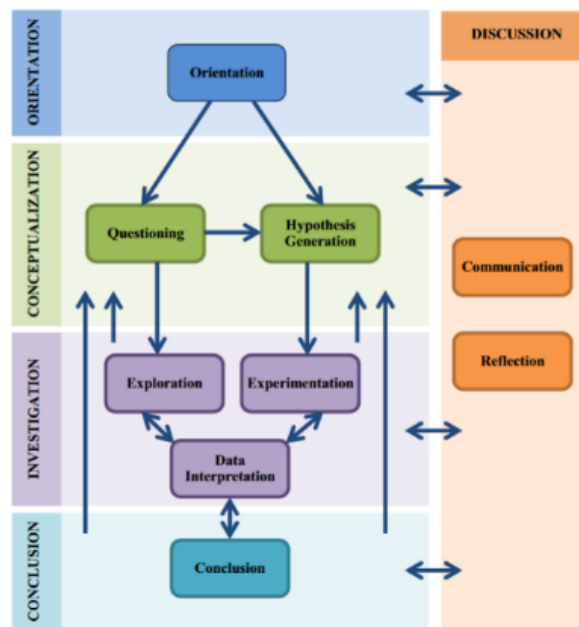 ORIENTATION
Orientation
DISCUSSION
CONCEPTUALIZATION
Questioning
Hypothesis
Generation
Communication
Reflection
INVESTIGATION
Exploration
Experimentation
Data
Interpretation
CONCLUSION
Conclusion